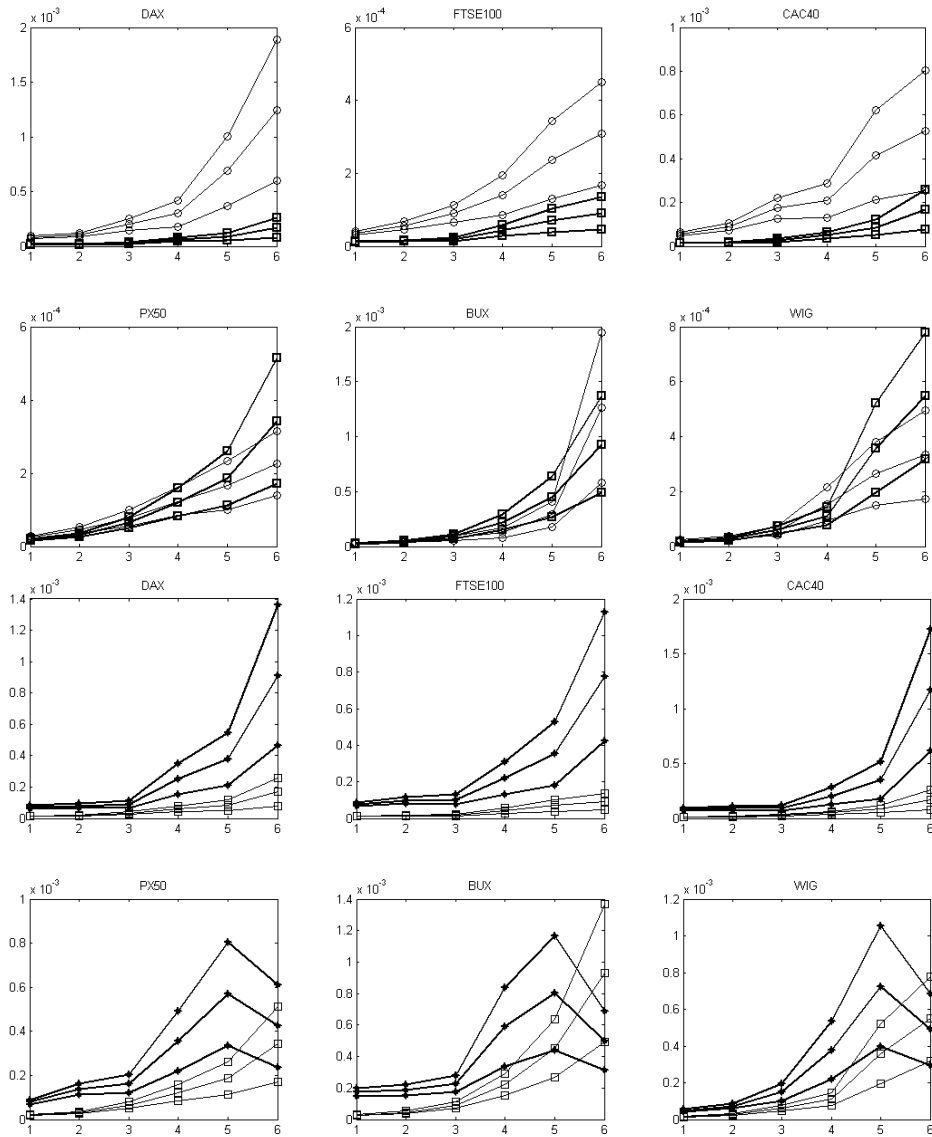 DAX FTSE100 CAC40
x 10⁻³ x 10⁻⁴ x 10⁻³
2 6 1
0.8
1.5
4 0.6
1
0.4
2
0.5
0.2
0 0 0
1 2 3 4 5 6 1 2 3 4 5 6 1 2 3 4 5 6
PX50 BUX WIG
x 10⁻⁴ x 10⁻³ x 10⁻⁴
6 2 8
1.5 6
4
1 4
2
0.5 2
0 0 0
1 2 3 4 5 6 1 2 3 4 5 6 1 2 3 4 5 6
DAX FTSE100 CAC40
x 10⁻³ x 10⁻³ x 10⁻³
1.4 1.2 2
1.2
1
1.5
1
0.8
0.8
0.6 1
0.6
0.4
0.4
0.5
0.2 0.2
0 0 0
1 2 3 4 5 6 1 2 3 4 5 6 1 2 3 4 5 6
PX50 BUX WIG
x 10⁻³ x 10⁻³ x 10⁻³
1 1.4 1.2
1.2
1
0.8
1
0.8
0.6
0.8
0.6
0.6
0.4
0.4
0.4
0.2
0.2 0.2
0 0 0
1 2 3 4 5 6 1 2 3 4 5 6 1 2 3 4 5 6